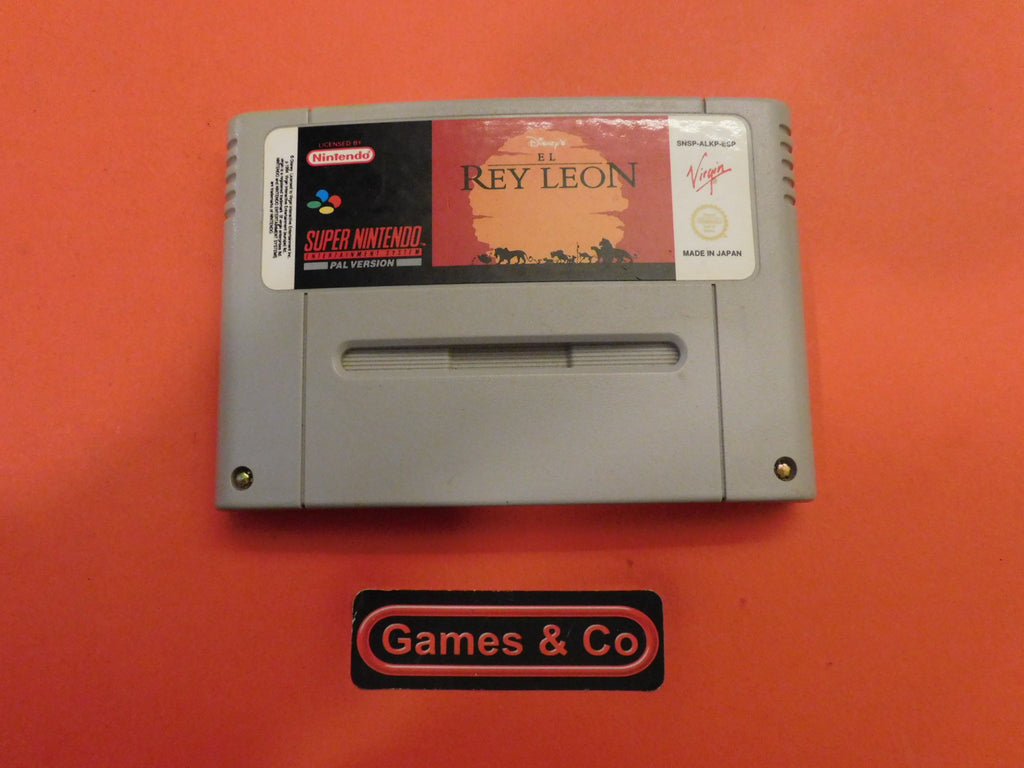 LICENSED BY
Nintendo
SUPER NINTENDO
ENTERTAINMENT SYSTEM
PAL VERSION
Disney's
EL
REY LEON
SNSP-ALKP-ESP
Virgin
MADE IN JAPAN
Games & Co